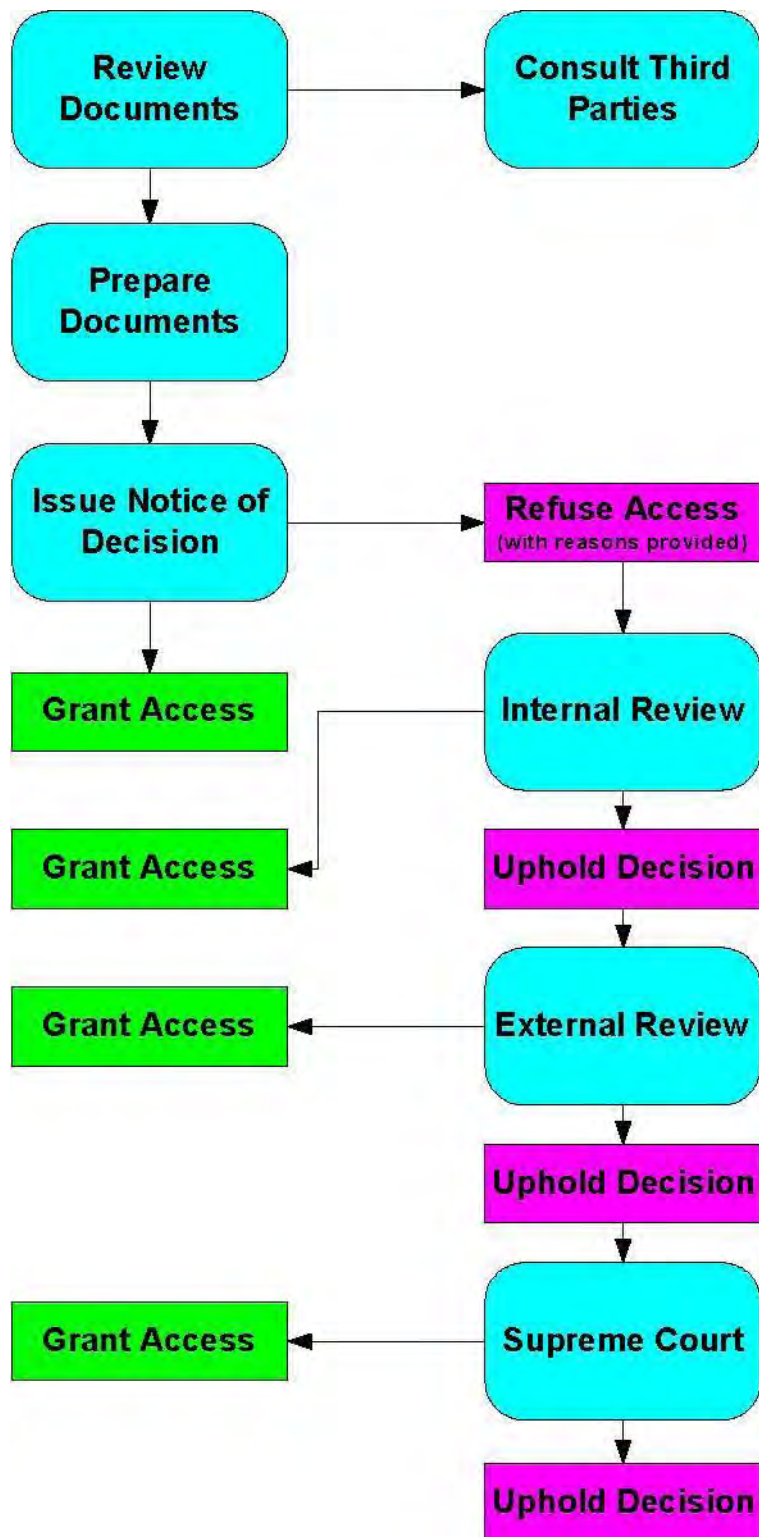 Review
Documents
Consult Third
Parties
Prepare
Documents
Issue Notice of
Decision
Refuse Access
(with reasons provided)
Grant Access
Internal Review
Grant Access
Uphold Decision
Grant Access
External Review
Uphold Decision
Grant Access
Supreme Court
Uphold Decision